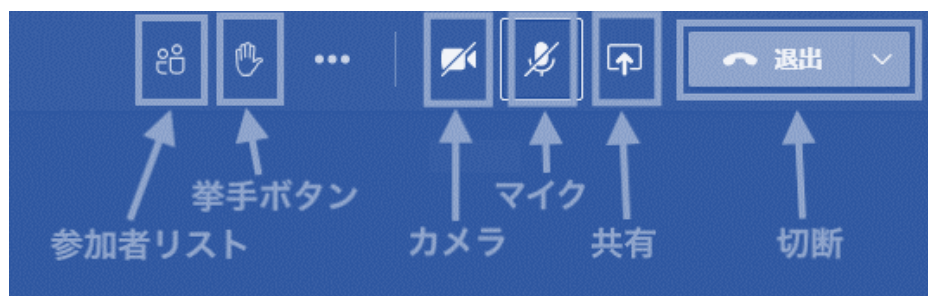 退出
挙手ボタン
マイク
参加者リスト
カメラ
共有
切断